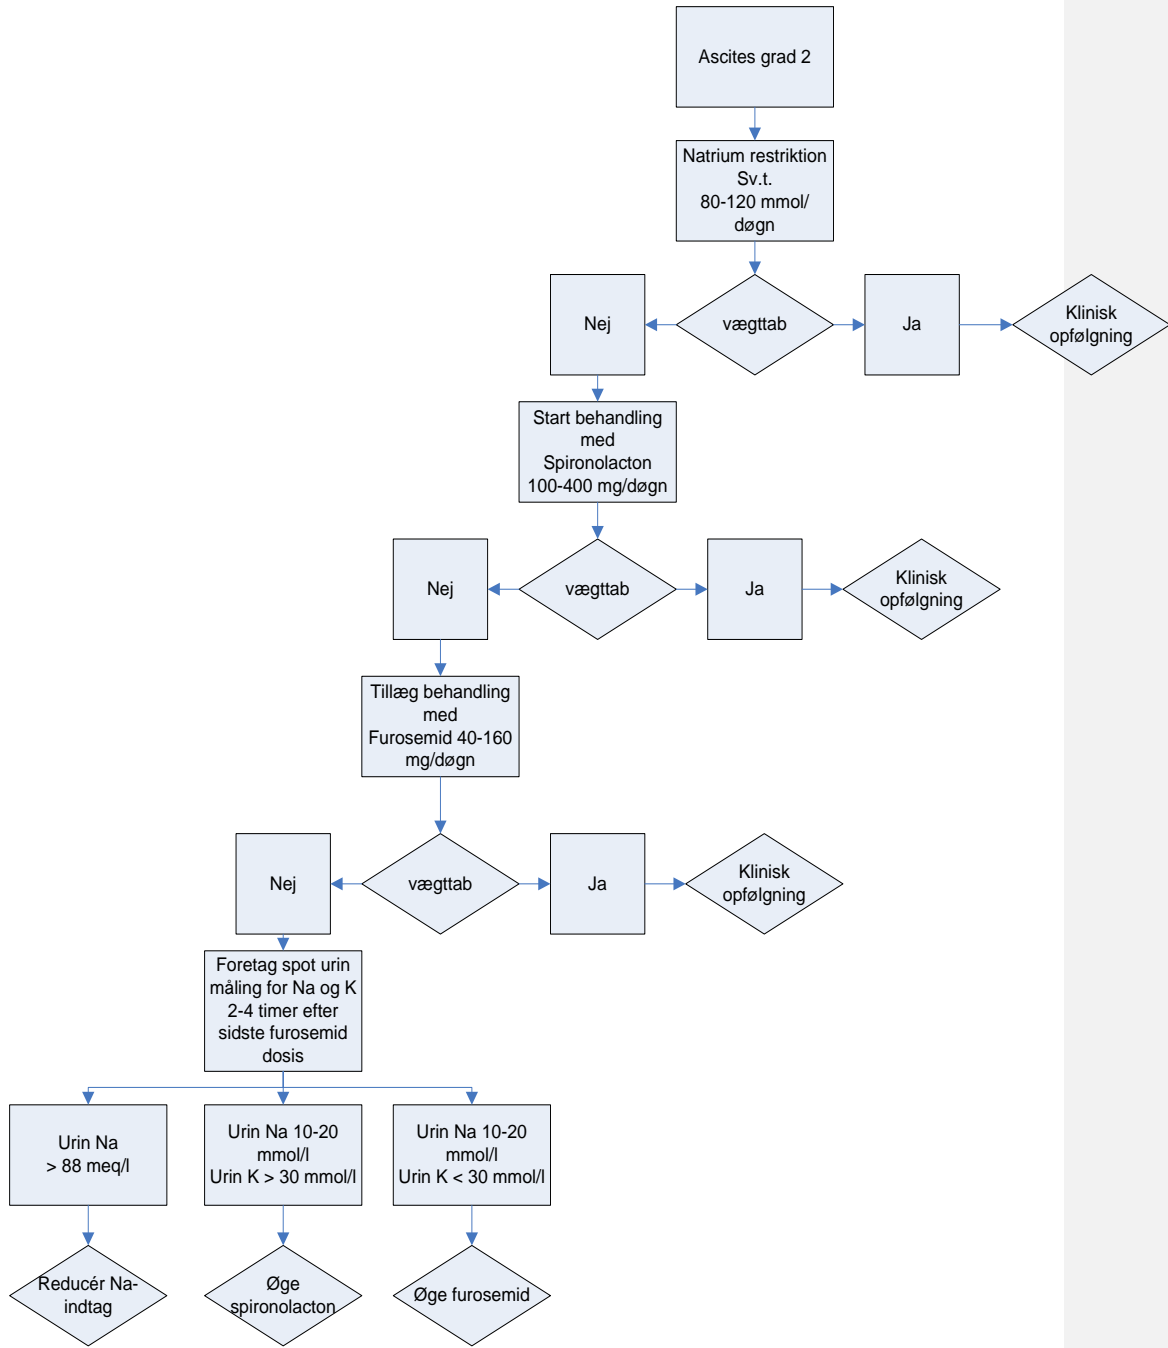 Ascites grad 2
Natrium restriktion
Sv.t.
80-120 mmol/
døgn
Nej
vægttab
Ja
Klinisk
opfølgning
Start behandling
med
Spironolacton
100-400 mg/døgn
Nej
vægttab
Ja
Klinisk
opfølgning
Tillæg behandling
med
Furosemid 40-160
mg/døgn
Nej
vægttab
Ja
Klinisk
opfølgning
Foretag spot urin
måling for Na og K
2-4 timer efter
sidste furosemid
dosis
Urin Na
> 88 meq/l
Urin Na 10-20
mmol/l
Urin K > 30 mmol/l
Urin Na 10-20
mmol/l
Urin K < 30 mmol/l
Reducér Na-
indtag
Øge
spironolacton
Øge furosemid